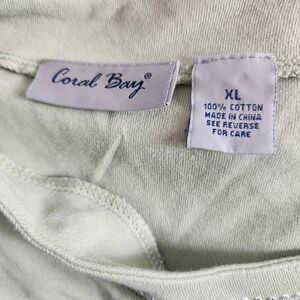 Coral Bay®
XL
100% COTTON
MADE IN CHINA
SEE REVERSE
FOR CARE